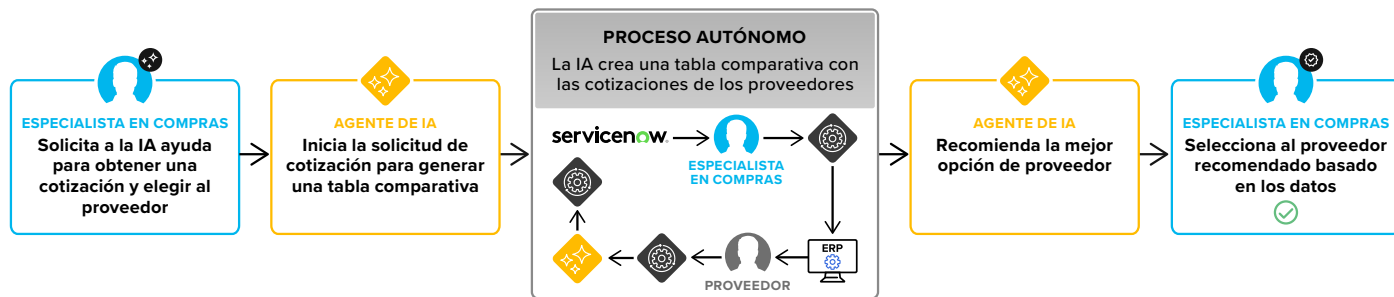 ESPECIALISTA EN COMPRAS
Solicita a la IA ayuda
para obtener una
cotización y elegir al
proveedor
AGENTE DE IA
Inicia la solicitud de
cotización para generar
una tabla comparativa
PROCESO AUTÓNOMO
La IA crea una tabla comparativa con
las cotizaciones de los proveedores
servicenow
ESPECIALISTA
EN COMPRAS
ERP
PROVEEDOR
AGENTE DE IA
Recomienda la mejor
opción de proveedor
ESPECIALISTA EN COMPRAS
Selecciona al proveedor
recomendado basado
en los datos